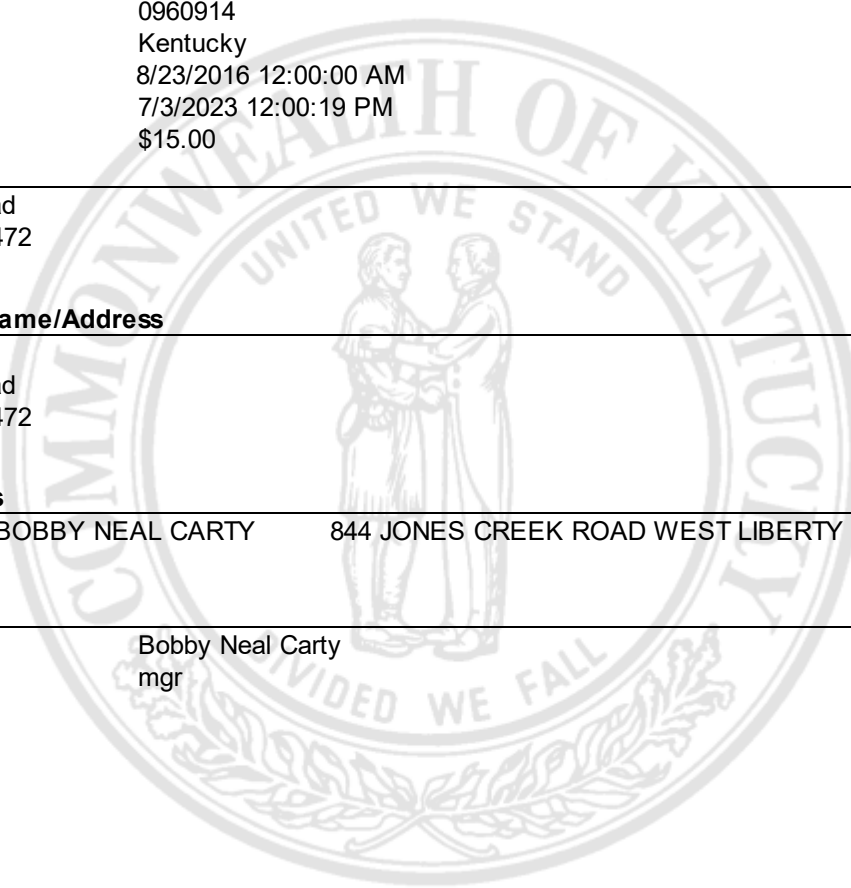 0960914
Kentucky
8/23/2016 12:00:00 AM
7/3/2023 12:00:19 PM
$15.00
ad
472
ame/Address
ad
472
s
BOBBY NEAL CARTY 844 JONES CREEK ROAD WEST LIBERTY
Bobby Neal Carty
mgr
COMMONWEALTH OF KENTUCKY
UNITED WE STAND
DIVIDED WE FALL